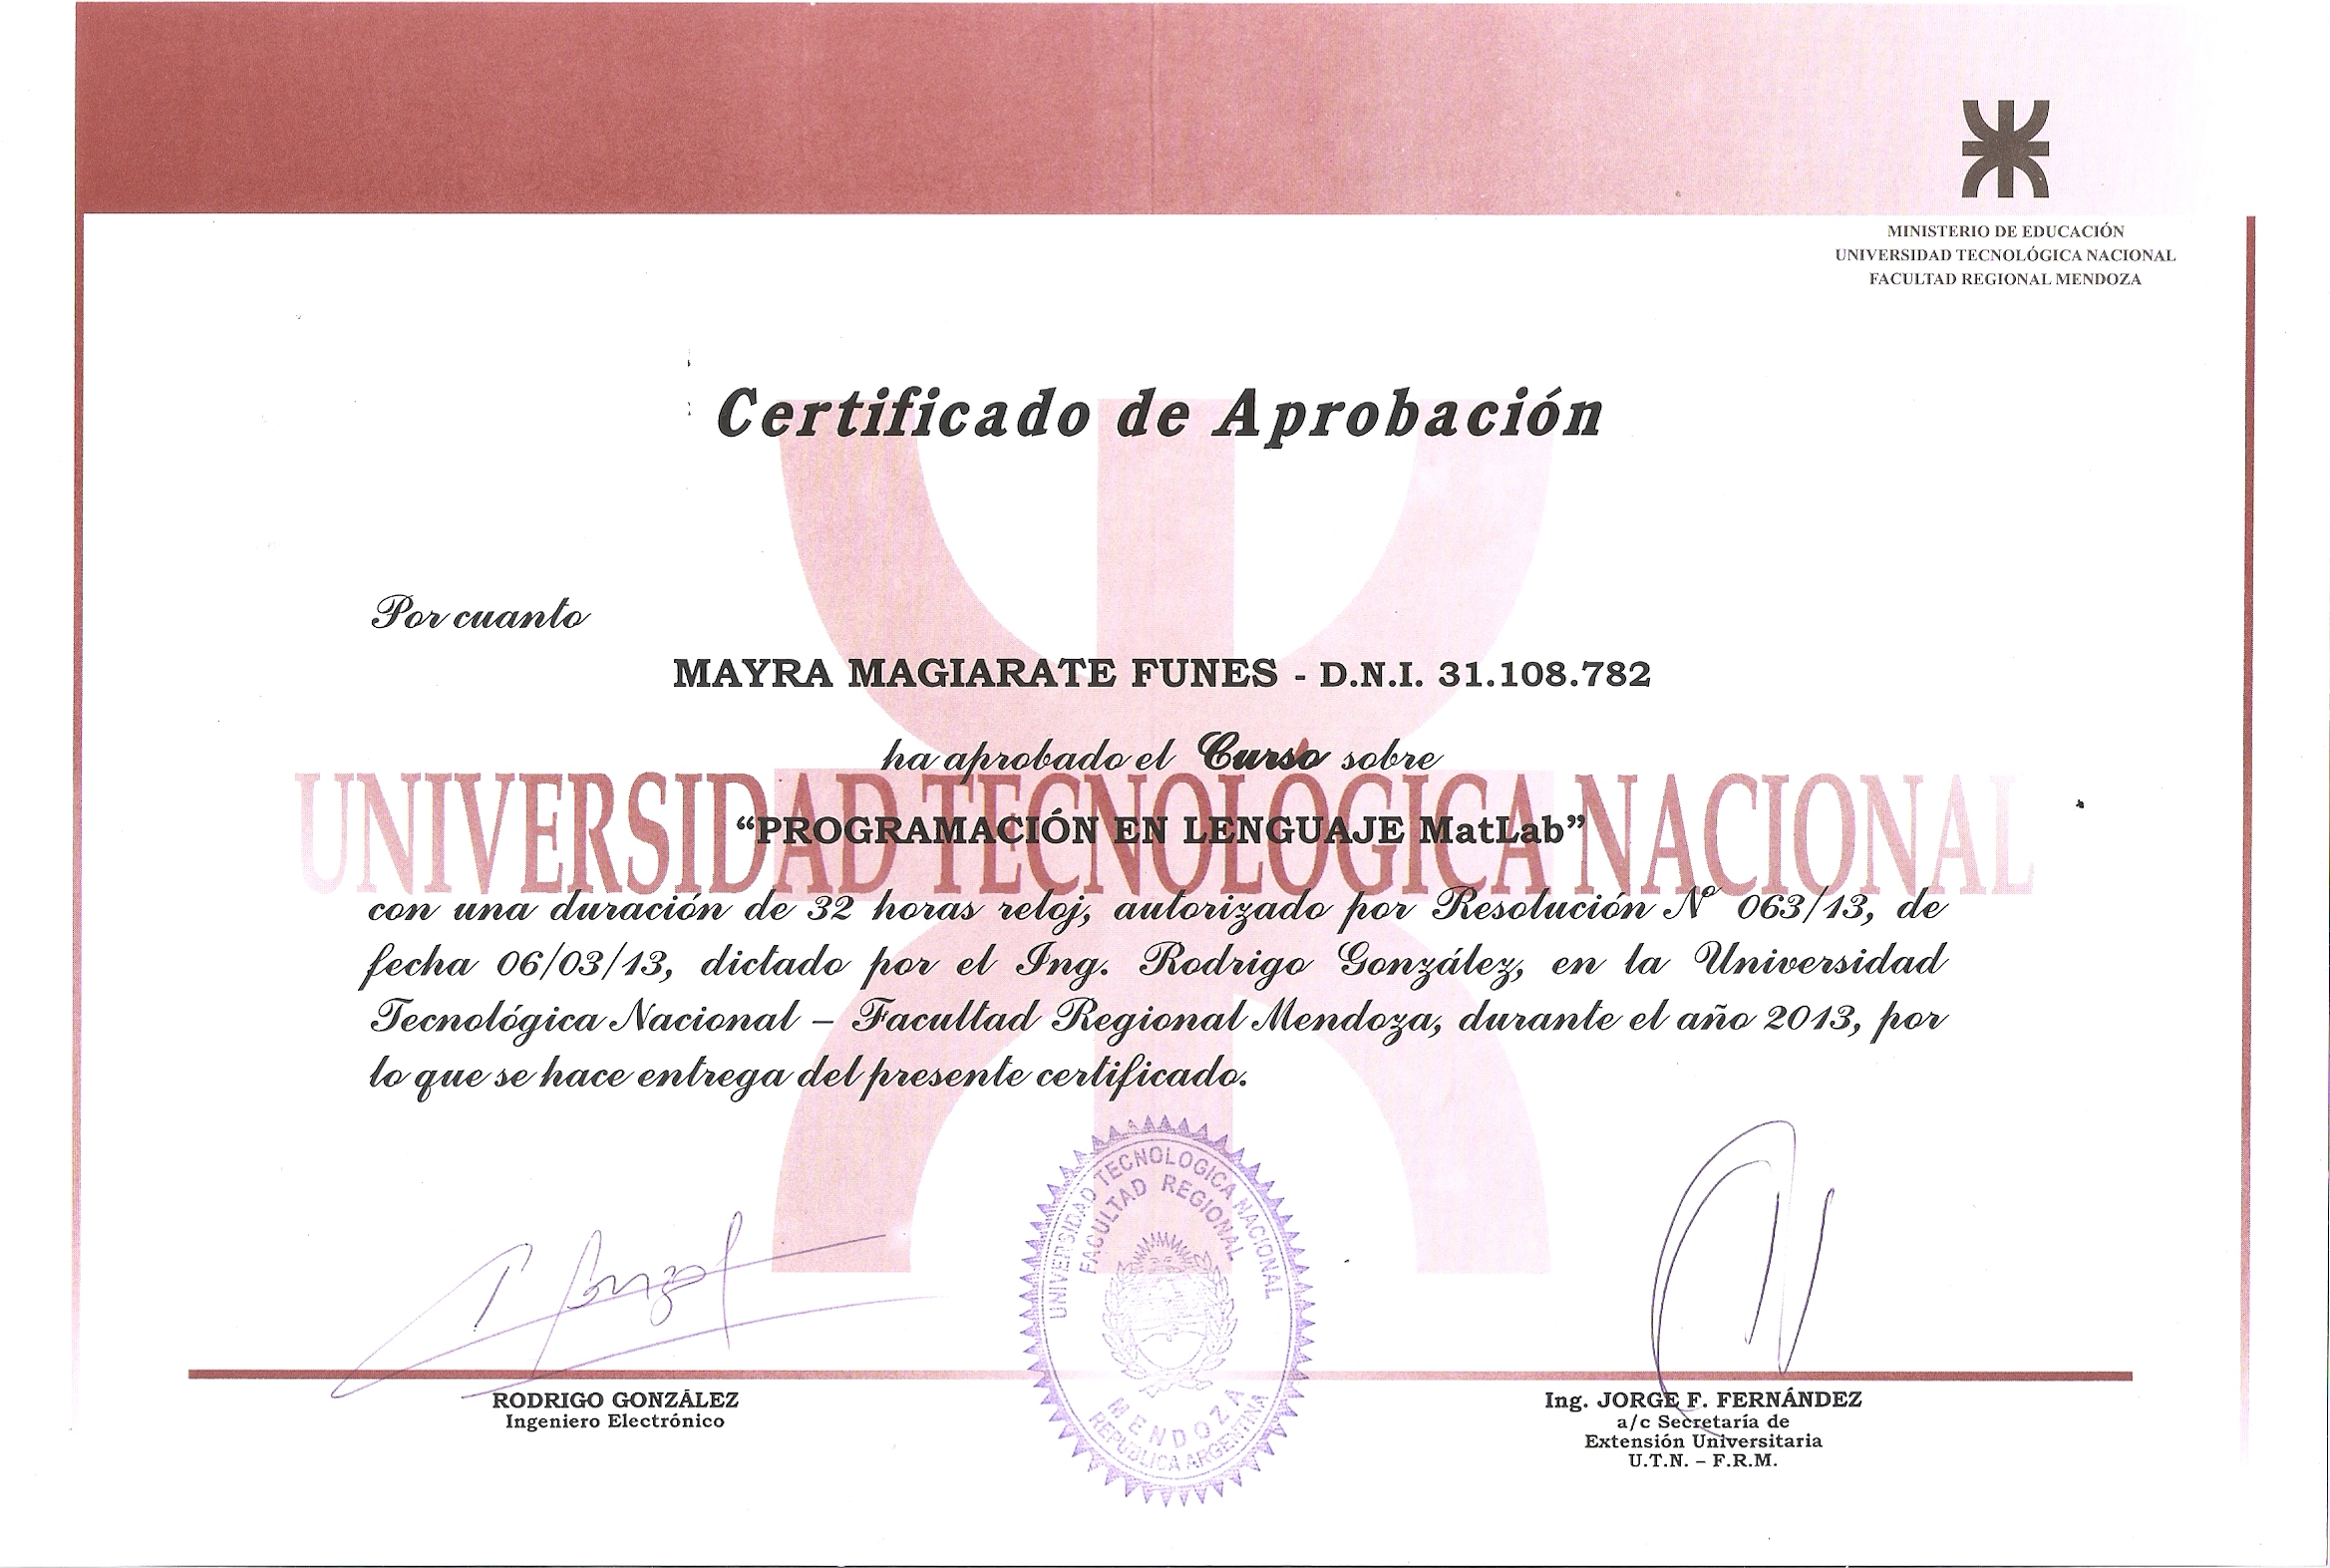 MINISTERIO DE EDUCACIÓN
UNIVERSIDAD TECNOLÓGICA NACIONAL
FACULTAD REGIONAL MENDOZA
Certificado de Aprobación
Por cuanto
MAYRA MAGIARATE FUNES - D.N.I. 31.108.782
ha aprobado el Curso sobre
UNIVERSIDAD TECNOLOGICA NACIONAL
“PROGRAMACIÓN EN LENGUAJE MatLab”
con una duración de 32 horas reloj, autorizado por Resolución Nº 063/13, de
fecha 06/03/13, dictado por el Ing. Rodrigo González, en la Universidad
Tecnológica Nacional – Facultad Regional Mendoza, durante el año 2013, por
lo que se hace entrega del presente certificado.
UNIVERSIDAD TECNOLOGICA NACIONAL
FACULTAD REGIONAL
MENDOZA
REPUBLICA ARGENTINA
RODRIGO GONZÁLEZ
Ingeniero Electrónico
Ing. JORGE F. FERNÁNDEZ
a/c Secretaría de
Extensión Universitaria
U.T.N. – F.R.M.